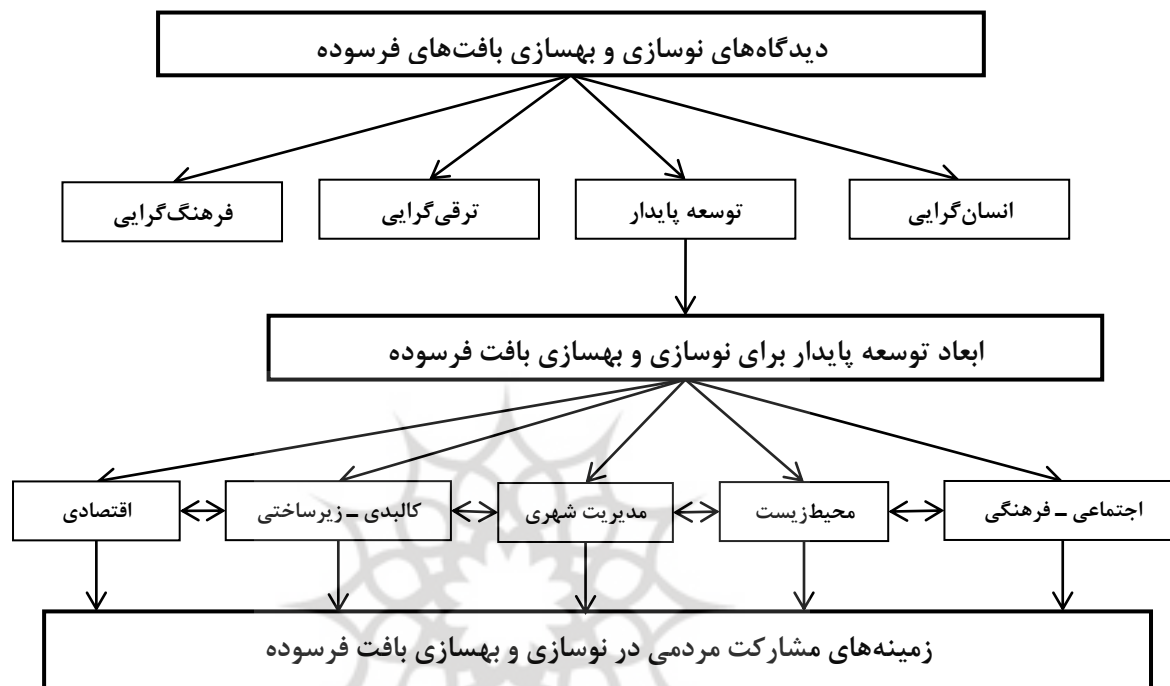 دیدگاه‌های نوسازی و بهسازی بافت‌های فرسوده
انسان‌گرایی
توسعه پایدار
ترقی‌گرایی
فرهنگ‌گرایی
ابعاد توسعه پایدار برای نوسازی و بهسازی بافت فرسوده
اجتماعی ــ فرهنگی
محیط‌زیست
مدیریت شهری
کالبدی ــ زیرساختی
اقتصادی
زمینه‌های مشارکت مردمی در نوسازی و بهسازی بافت فرسوده